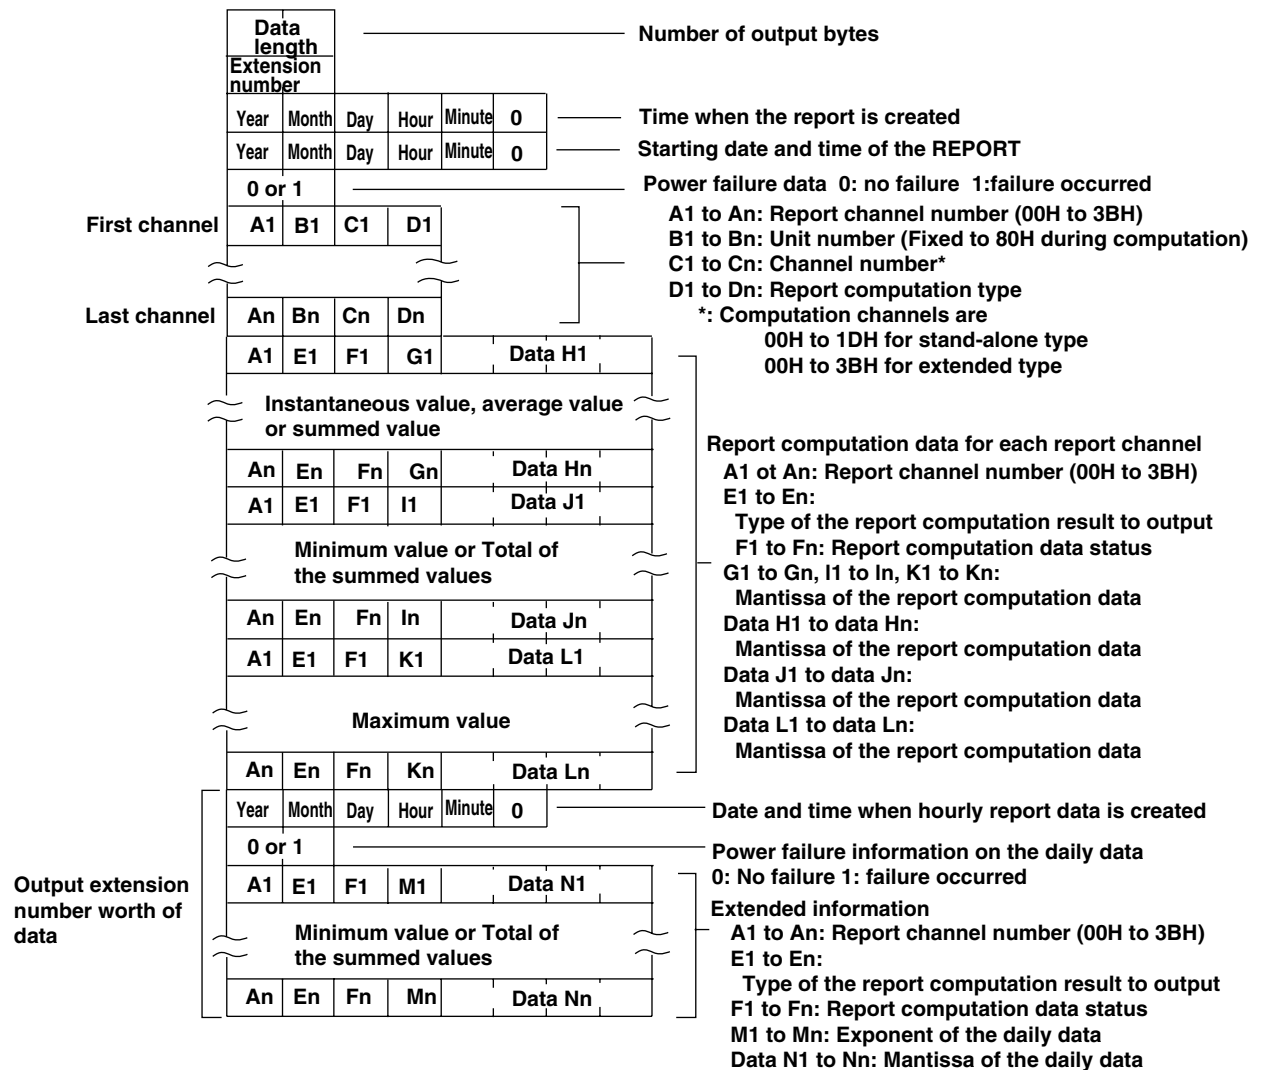 Data
length
Number of output bytes
Extension
number
Year Month Day Hour Minute 0
Time when the report is created
Year Month Day Hour Minute 0
Starting date and time of the REPORT
0 or 1
Power failure data 0: no failure 1:failure occurred
First channel
A1 B1 C1 D1
A1 to An: Report channel number (00H to 3BH)
B1 to Bn: Unit number (Fixed to 80H during computation)
C1 to Cn: Channel number*
D1 to Dn: Report computation type
Last channel
An Bn Cn Dn
*: Computation channels are
00H to 1DH for stand-alone type
00H to 3BH for extended type
A1 E1 F1 G1 Data H1
Instantaneous value, average value
or summed value
An En Fn Gn Data Hn
A1 E1 F1 I1 Data J1
Minimum value or Total of
the summed values
An En Fn In Data Jn
A1 E1 F1 K1 Data L1
Maximum value
An En Fn Kn Data Ln
Report computation data for each report channel
A1 ot An: Report channel number (00H to 3BH)
E1 to En:
Type of the report computation result to output
F1 to Fn: Report computation data status
G1 to Gn, I1 to In, K1 to Kn:
Mantissa of the report computation data
Data H1 to data Hn:
Mantissa of the report computation data
Data J1 to data Jn:
Mantissa of the report computation data
Data L1 to data Ln:
Mantissa of the report computation data
Year Month Day Hour Minute 0
Date and time when hourly report data is created
0 or 1
Power failure information on the daily data
0: No failure 1: failure occurred
Output extension
number worth of
data
A1 E1 F1 M1 Data N1
Minimum value or Total of
the summed values
An En Fn Mn Data Nn
Extended information
A1 to An: Report channel number (00H to 3BH)
E1 to En:
Type of the report computation result to output
F1 to Fn: Report computation data status
M1 to Mn: Exponent of the daily data
Data N1 to Nn: Mantissa of the daily data